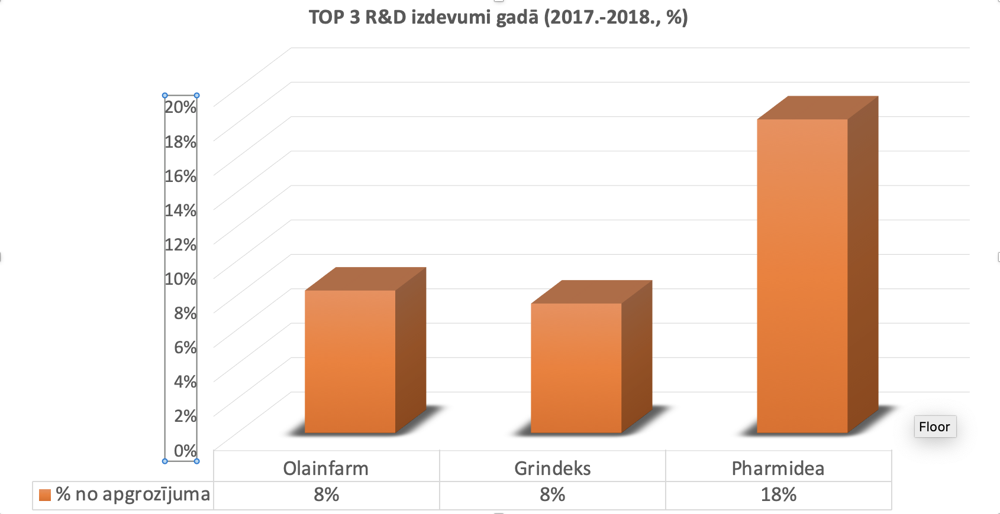 TOP 3 R&D izdevumi gadā (2017.-2018., %)
20%
18%
16%
14%
12%
10%
8%
6%
4%
2%
0%
Floor
Olainfarm Grindeks Pharmidea
% no apgrozījuma 8% 8% 18%